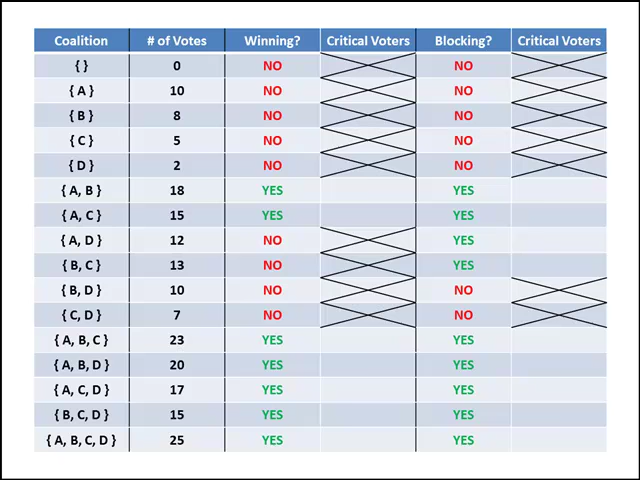 Coalition # of Votes Winning? Critical Voters Blocking? Critical Voters
{ } 0 NO NO
{ A } 10 NO NO
{ B } 8 NO NO
{ C } 5 NO NO
{ D } 2 NO NO
{ A, B } 18 YES YES
{ A, C } 15 YES YES
{ A, D } 12 NO YES
{ B, C } 13 NO YES
{ B, D } 10 NO NO
{ C, D } 7 NO NO
{ A, B, C } 23 YES YES
{ A, B, D } 20 YES YES
{ A, C, D } 17 YES YES
{ B, C, D } 15 YES YES
{ A, B, C, D } 25 YES YES